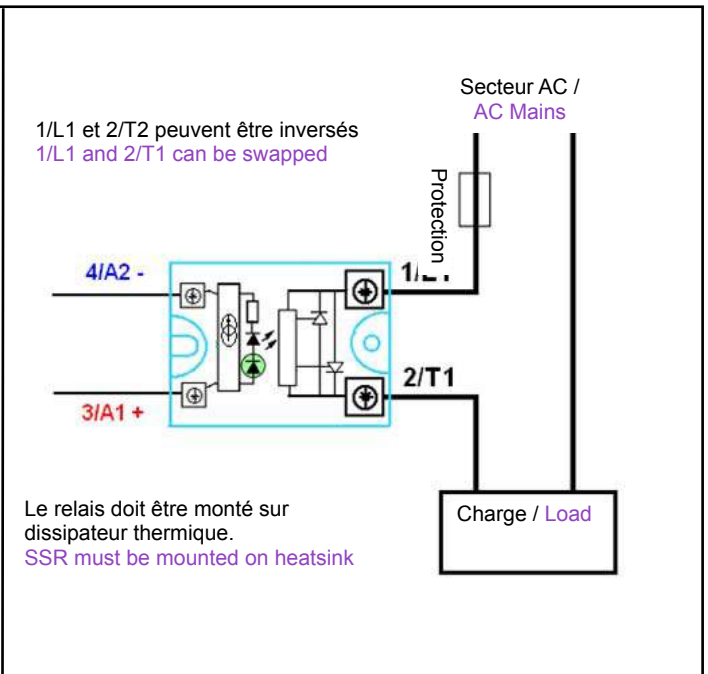 Secteur AC /
AC Mains
1/L1 et 2/T2 peuvent être inversés
1/L1 and 2/T1 can be swapped
Protection
4/A2 -
2/T1
3/A1 +
Le relais doit être monté sur
dissipateur thermique.
SSR must be mounted on heatsink
Charge / Load